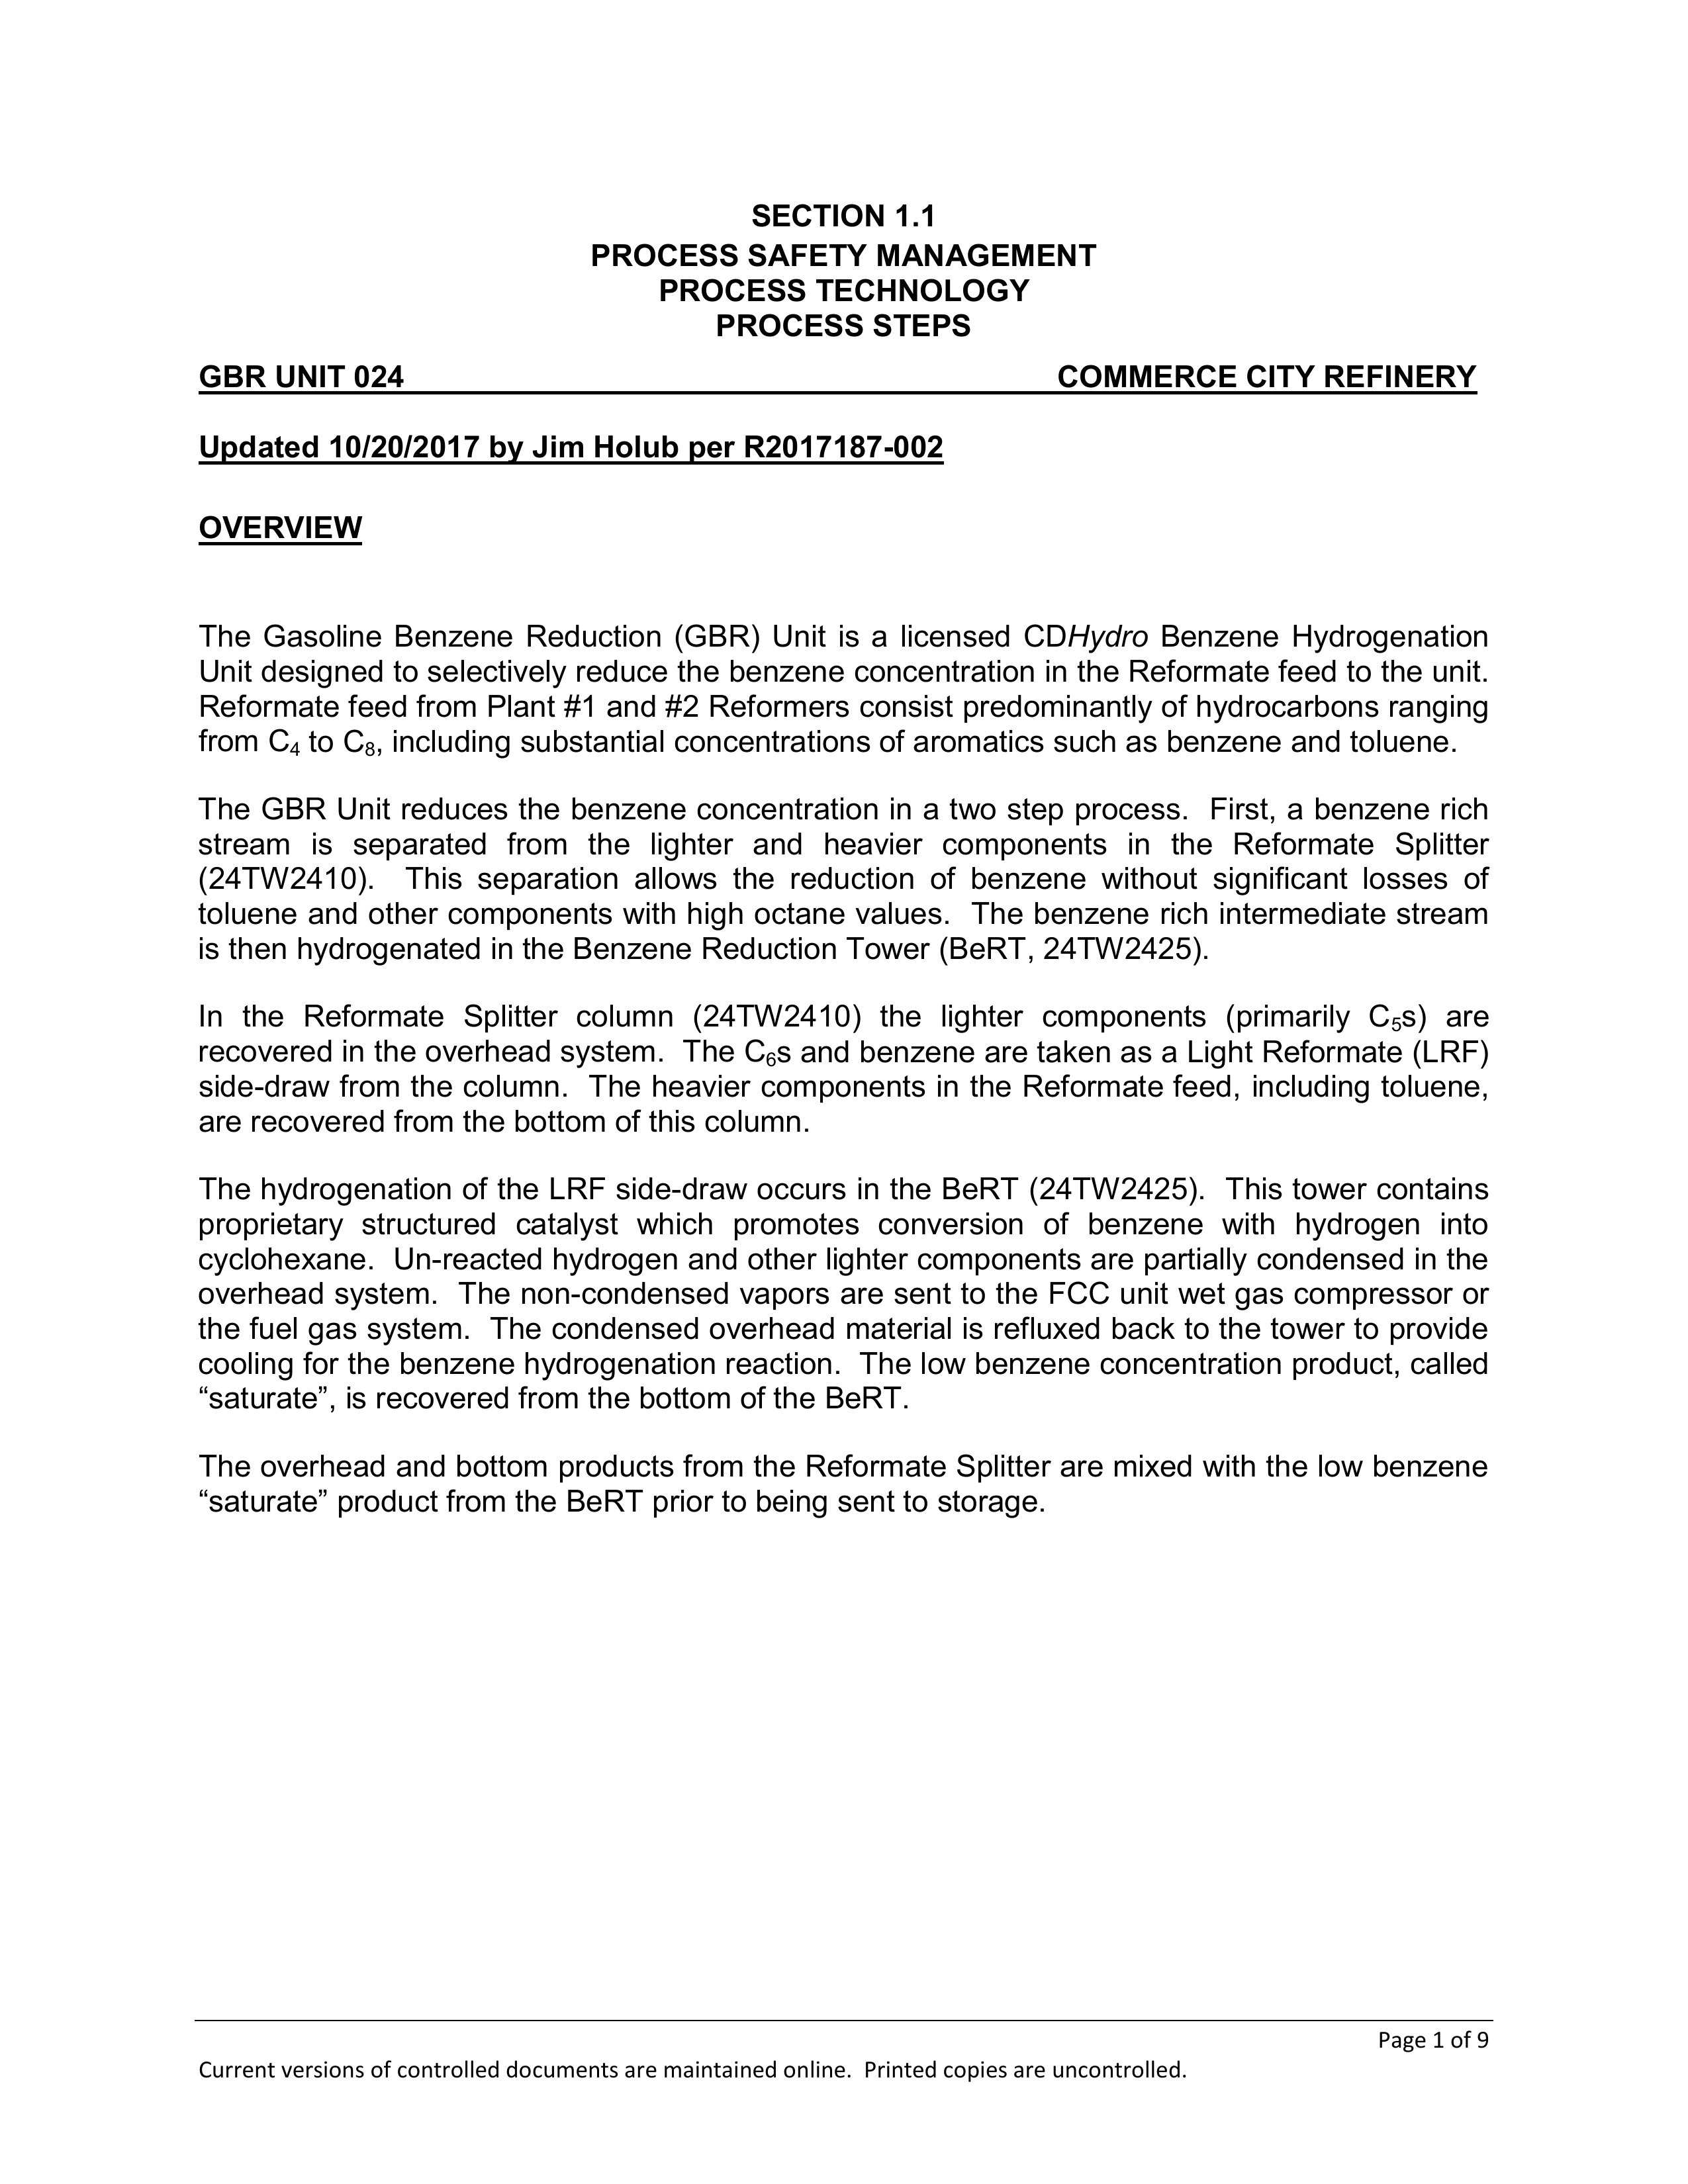 SECTION 1.1
PROCESS SAFETY MANAGEMENT
PROCESS TECHNOLOGY
PROCESS STEPS
GBR UNIT 024 COMMERCE CITY REFINERY
Updated 10/20/2017 by Jim Holub per R2017187-002
OVERVIEW
The Gasoline Benzene Reduction (GBR) Unit is a licensed CDHydro Benzene Hydrogenation
Unit designed to selectively reduce the benzene concentration in the Reformate feed to the unit.
Reformate feed from Plant #1 and #2 Reformers consist predominantly of hydrocarbons ranging
from C₄ to C₈, including substantial concentrations of aromatics such as benzene and toluene.
The GBR Unit reduces the benzene concentration in a two step process. First, a benzene rich
stream is separated from the lighter and heavier components in the Reformate Splitter
(24TW2410). This separation allows the reduction of benzene without significant losses of
toluene and other components with high octane values. The benzene rich intermediate stream
is then hydrogenated in the Benzene Reduction Tower (BeRT, 24TW2425).
In the Reformate Splitter column (24TW2410) the lighter components (primarily C₅s) are
recovered in the overhead system. The C₆s and benzene are taken as a Light Reformate (LRF)
side-draw from the column. The heavier components in the Reformate feed, including toluene,
are recovered from the bottom of this column.
The hydrogenation of the LRF side-draw occurs in the BeRT (24TW2425). This tower contains
proprietary structured catalyst which promotes conversion of benzene with hydrogen into
cyclohexane. Un-reacted hydrogen and other lighter components are partially condensed in the
overhead system. The non-condensed vapors are sent to the FCC unit wet gas compressor or
the fuel gas system. The condensed overhead material is refluxed back to the tower to provide
cooling for the benzene hydrogenation reaction. The low benzene concentration product, called
“saturate”, is recovered from the bottom of the BeRT.
The overhead and bottom products from the Reformate Splitter are mixed with the low benzene
“saturate” product from the BeRT prior to being sent to storage.
Page 1 of 9
Current versions of controlled documents are maintained online. Printed copies are uncontrolled.